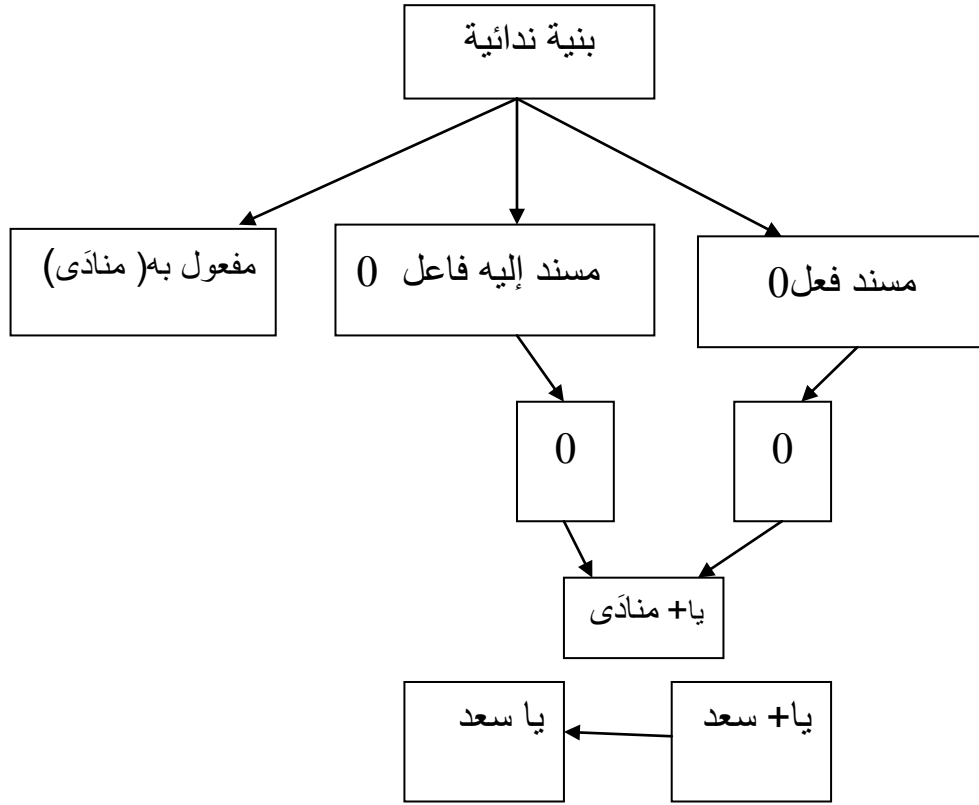 بنية ندائية
مسند فعل0
مسند إليه فاعل 0
مفعول به( منادَى)
0
0
يا+ منادَى
يا+ سعد
يا سعد